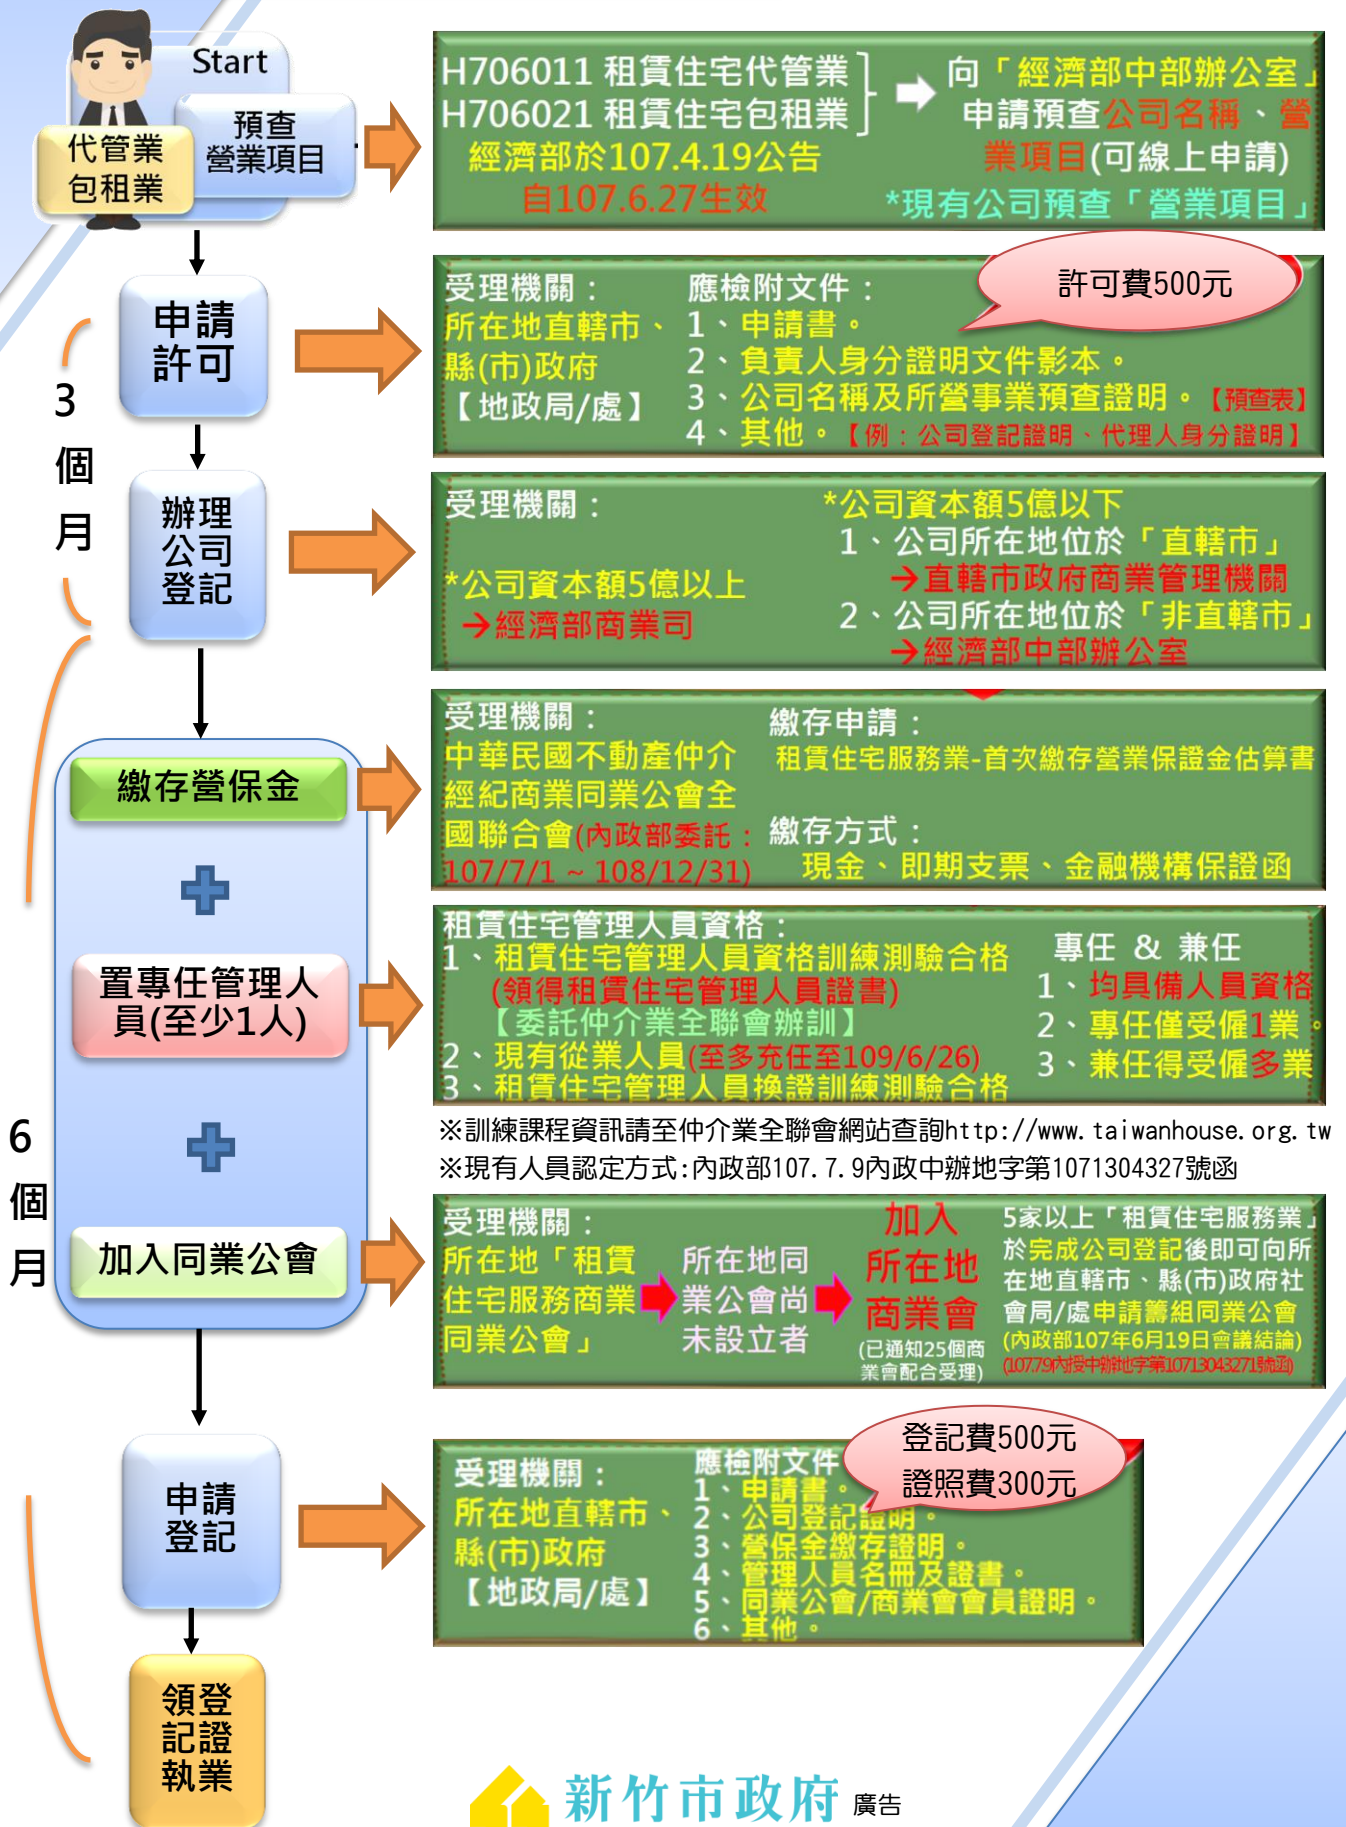 Start
代管業
包租業
預查
營業項目
H706011 租賃住宅代管業
H706021 租賃住宅包租業
經濟部於107.4.19公告
自107.6.27生效
向「經濟部中部辦公室」
申請預查公司名稱、營
業項目(可線上申請)
*現有公司預查「營業項目」
3
個
月
申請
許可
受理機關：
所在地直轄市、
縣(市)政府
【地政局/處】
應檢附文件：
1、申請書。
2、負責人身分證明文件影本。
3、公司名稱及所營事業預查證明。【預查表】
4、其他。【例：公司登記證明、代理人身分證明】
許可費500元
辦理
公司
登記
受理機關：
*公司資本額5億以上
→經濟部商業司
*公司資本額5億以下
1、公司所在地位於「直轄市」
→直轄市政府商業管理機關
2、公司所在地位於「非直轄市」
→經濟部中部辦公室
6
個
月
繳存營保金
受理機關：
中華民國不動產仲介
經紀商業同業公會全
國聯合會(內政部委託：
107/7/1 ~ 108/12/31)
繳存申請：
租賃住宅服務業-首次繳存營業保證金估算書
繳存方式：
現金、即期支票、金融機構保證函
置專任管理人
員(至少1人)
租賃住宅管理人員資格：
1、租賃住宅管理人員資格訓練測驗合格
(領得租賃住宅管理人員證書)
【委託仲介業全聯會辦訓】
2、現有從業人員(至多充任至109/6/26)
3、租賃住宅管理人員換證訓練測驗合格
專任 & 兼任
1、均具備人員資格
2、專任僅受僱1業。
3、兼任得受僱多業
※訓練課程資訊請至仲介業全聯會網站查詢http://www.taiwanhouse.org.tw
※現有人員認定方式:內政部107.7.9內政中辦地字第1071304327號函
加入同業公會
受理機關：
所在地「租賃
住宅服務商業
同業公會」
所在地同
業公會尚
未設立者
加入
所在地
商業會
(已通知25個商
業會配合受理)
5家以上「租賃住宅服務業」
於完成公司登記後即可向所
在地直轄市、縣(市)政府社
會局/處申請籌組同業公會
(內政部107年6月19日會議結論)
(107.7.9內授中辦地字第10713043271號函)
申請
登記
受理機關：
所在地直轄市、
縣(市)政府
【地政局/處】
應檢附文件
1、申請書。
2、公司登記證明。
3、營保金繳存證明。
4、管理人員名冊及證書。
5、同業公會/商業會會員證明。
6、其他。
登記費500元
證照費300元
領登
記證
執業
新竹市政府 廣告